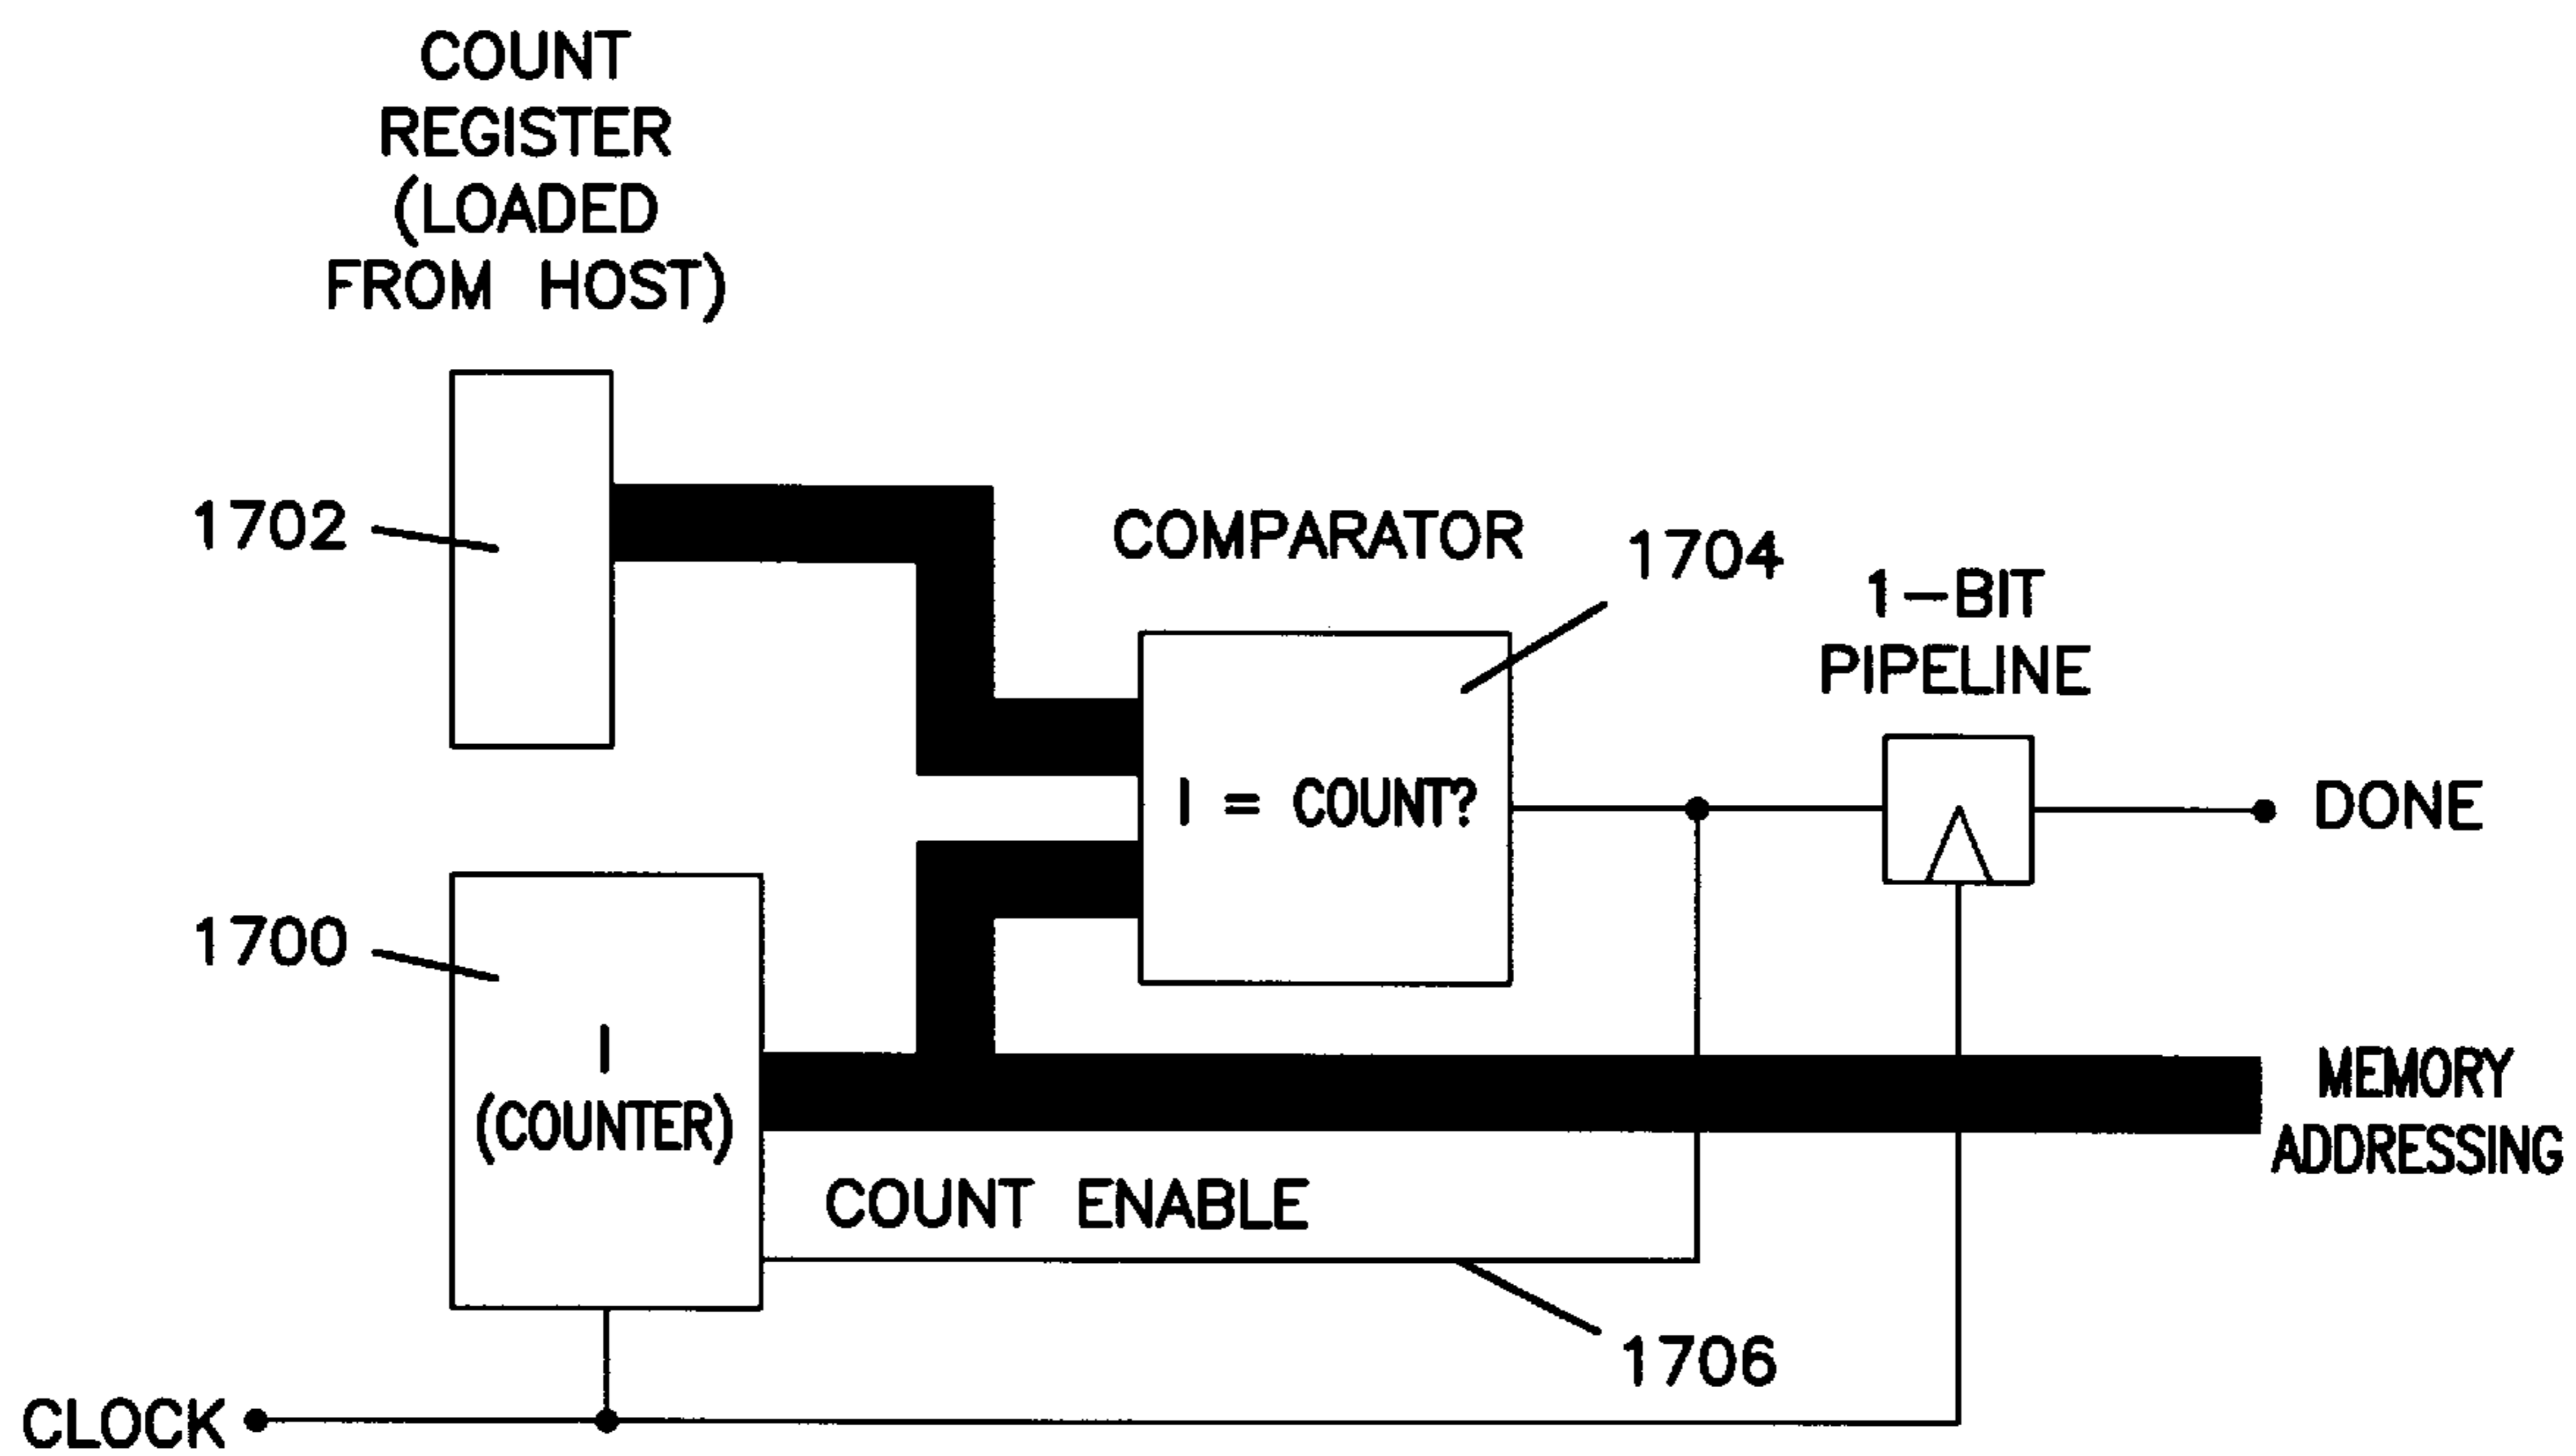 COUNT
REGISTER
(LOADED
FROM HOST)
1702
COMPARATOR
1704
1-BIT
PIPELINE
I = COUNT?
DONE
1700
I
(COUNTER)
MEMORY
ADDRESSING
COUNT ENABLE
1706
CLOCK